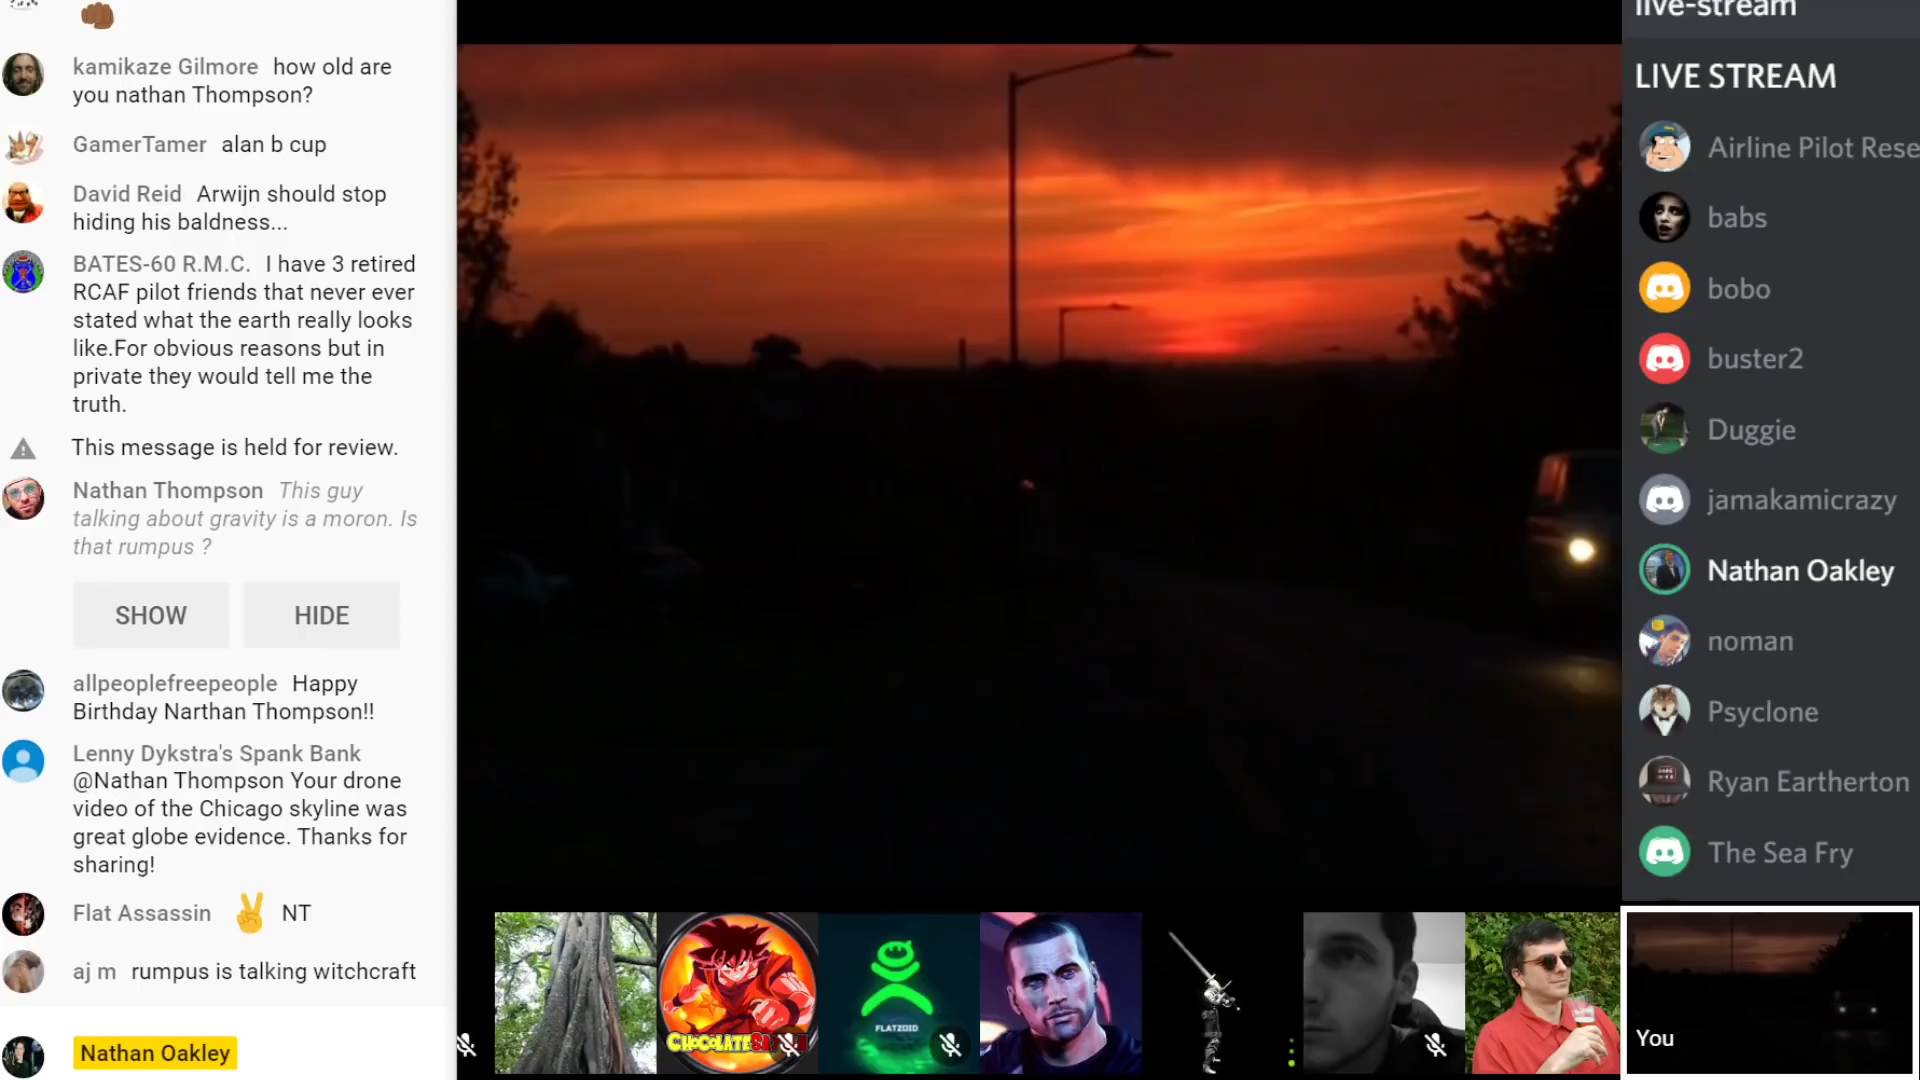 kamikaze Gilmore how old are
you nathan Thompson?
GamerTamer alan b cup
David Reid Arwijn should stop
hiding his baldness...
BATES-60 R.M.C. I have 3 retired
RCAF pilot friends that never ever
stated what the earth really looks
like.For obvious reasons but in
private they would tell me the
truth.
This message is held for review.
Nathan Thompson This guy
talking about gravity is a moron. Is
that rumpus ?
SHOW HIDE
allpeoplefreepeople Happy
Birthday Narthan Thompson!!
Lenny Dykstra's Spank Bank
@Nathan Thompson Your drone
video of the Chicago skyline was
great globe evidence. Thanks for
sharing!
Flat Assassin ✌ NT
aj m rumpus is talking witchcraft
Nathan Oakley
FLATZOID
You
live-stream
LIVE STREAM
Airline Pilot Rese
babs
bobo
buster2
Duggie
jamakamicrazy
Nathan Oakley
noman
Psyclone
Ryan Eartherton
The Sea Fry